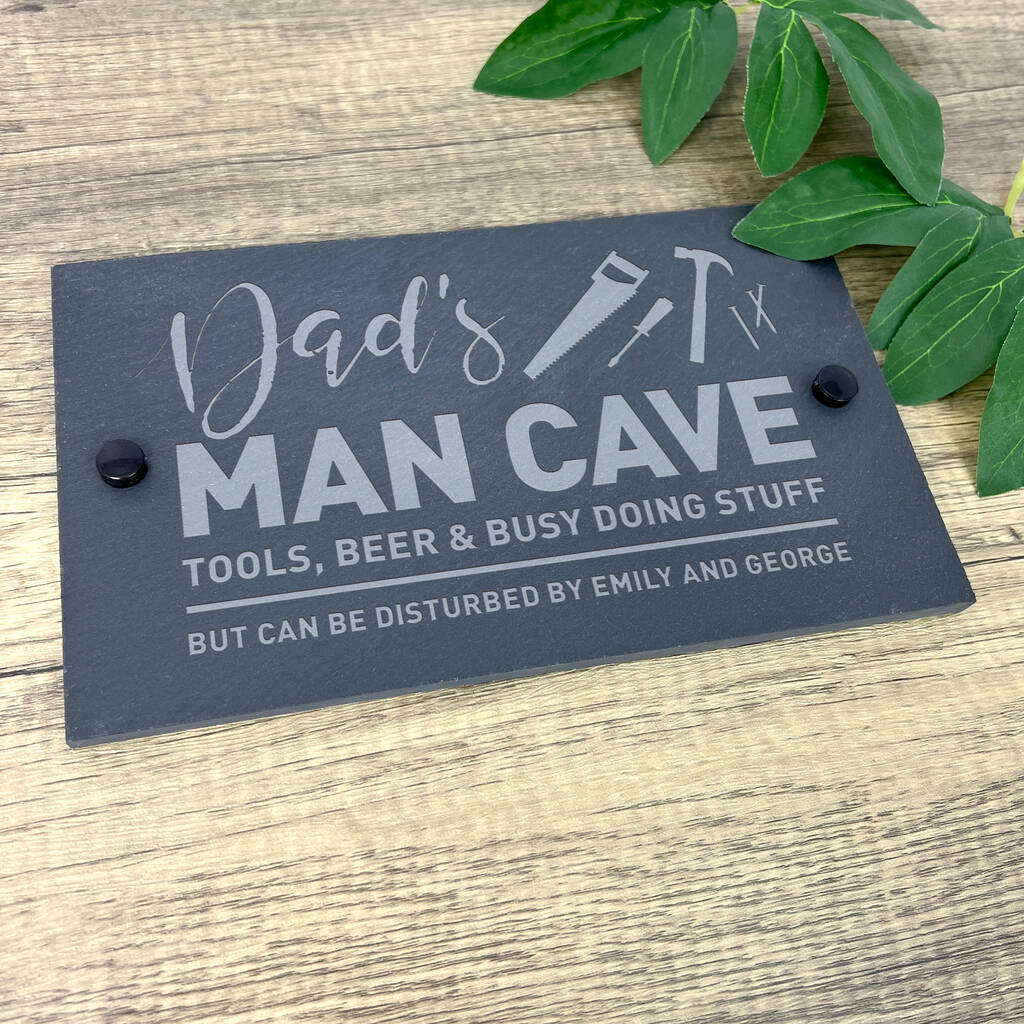 Dad's
MAN CAVE
TOOLS, BEER & BUSY DOING STUFF
BUT CAN BE DISTURBED BY EMILY AND GEORGE